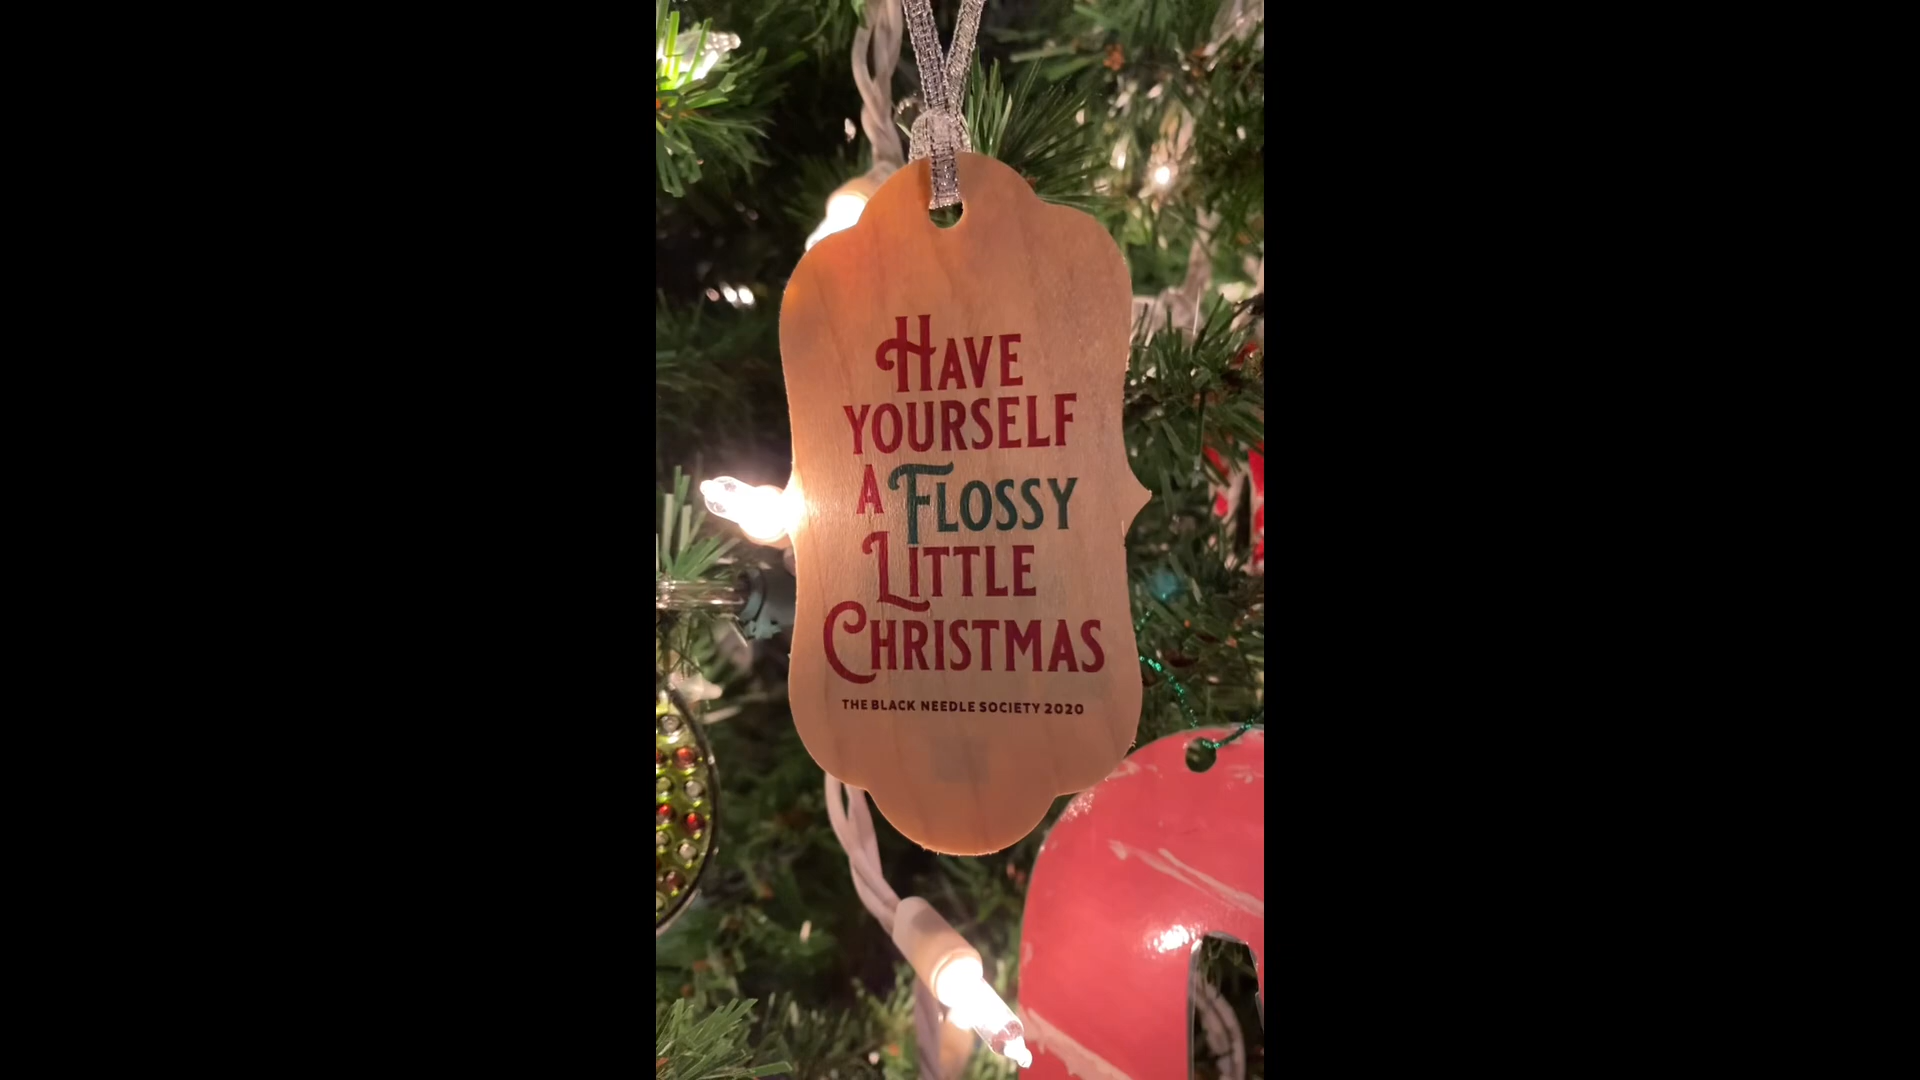 HAVE
YOURSELF
A FLOSSY
LITTLE
CHRISTMAS
THE BLACK NEEDLE SOCIETY 2020